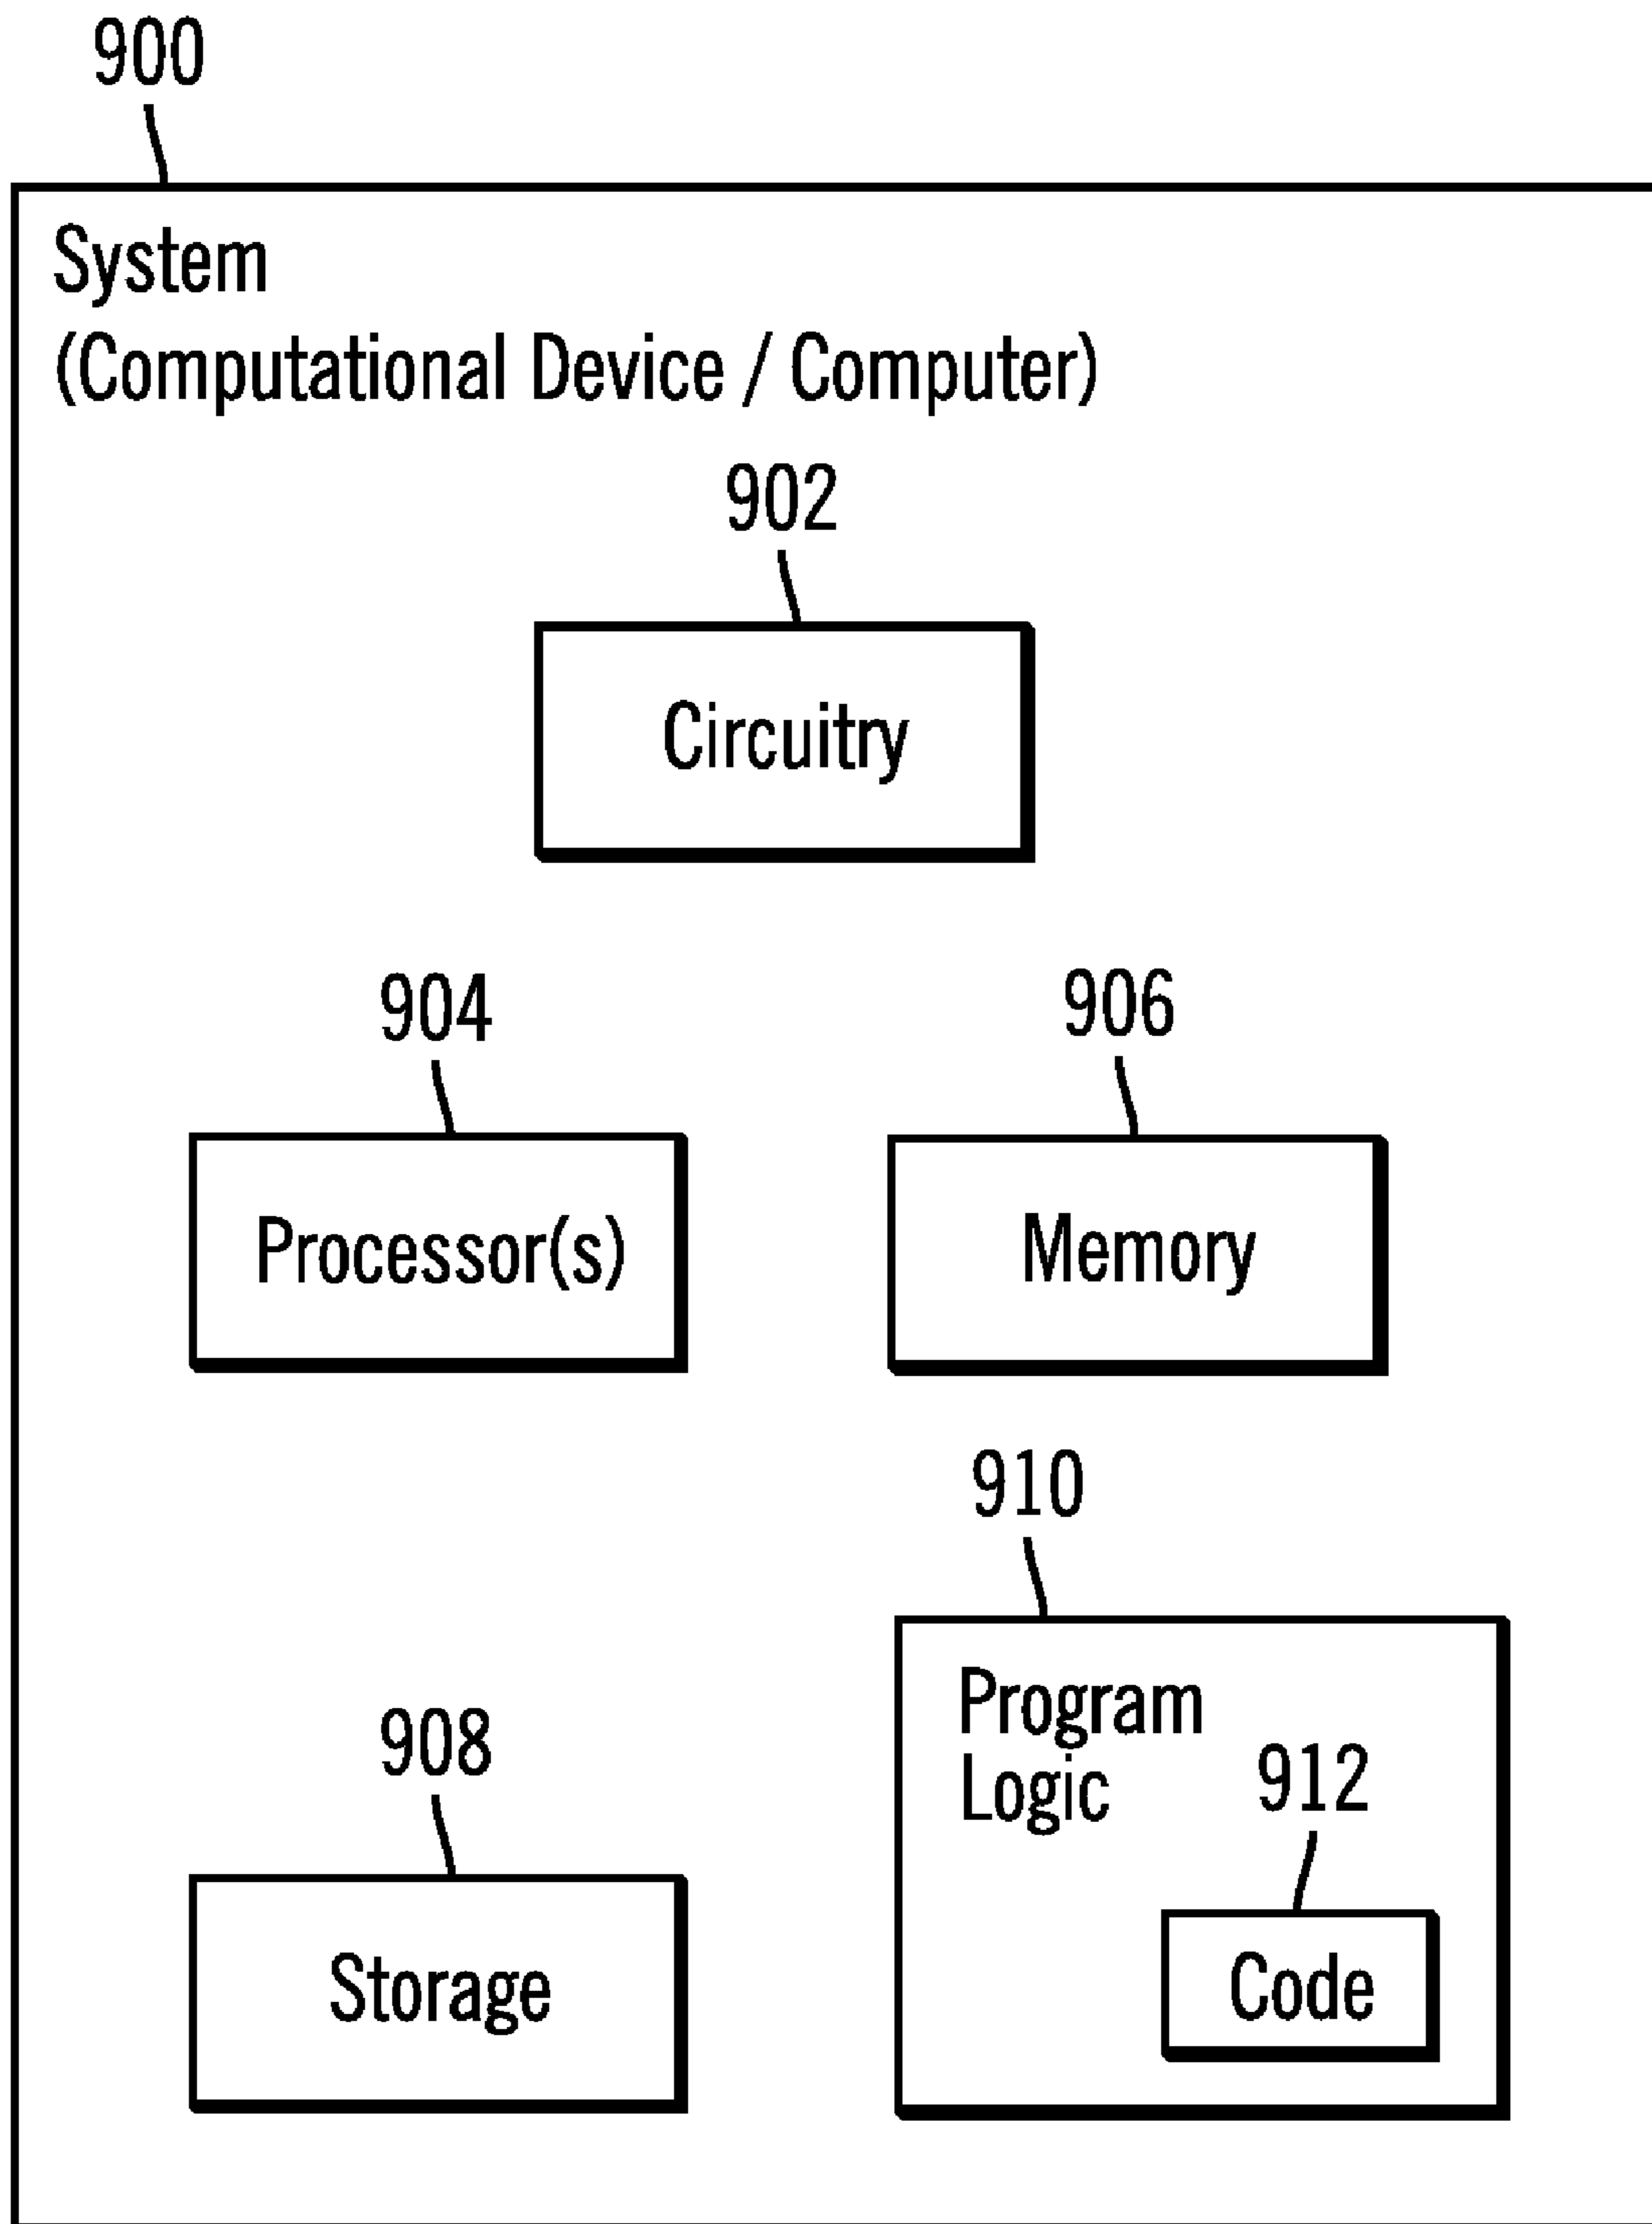 900
System
(Computational Device / Computer)
902
Circuitry
904
906
Processor(s)
Memory
910
Program
Logic
908
912
Storage
Code